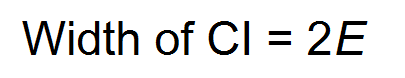 Width of CI = 2E